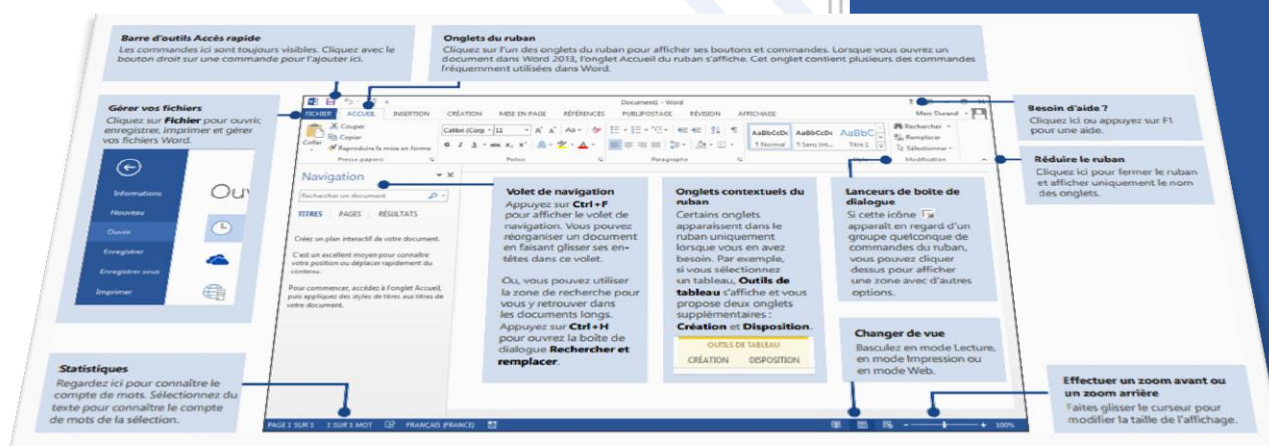 Barre d'outils Accès rapide
Les commandes ici sont toujours visibles. Cliquez avec le
bouton droit sur une commande pour l'ajouter ici.
Onglets du ruban
Cliquez sur l'un des onglets du ruban pour afficher ses boutons et commandes. Lorsque vous ouvrez un
document dans Word 2013, l'onglet Accueil du ruban s'affiche. Cet onglet contient plusieurs des commandes
fréquemment utilisées dans Word.
Gérer vos fichiers
Cliquez sur Fichier pour ouvrir,
enregistrer, imprimer et gérer
vos fichiers Word.
Informations
Nouveau
Ouvrir
Enregistrer
Enregistrer sous
Imprimer
Ouv
Document1 - Word
FICHIER ACCUEIL INSERTION CRÉATION MISE EN PAGE RÉFÉRENCES PUBLIPOSTAGE RÉVISION AFFICHAGE
Marc Durand
Coller
Couper
Copier
Reproduire la mise en forme
Presse-papiers
Calibri (Corp 11
Police
Paragraphe
AaBbCcDc AaBbCcDc AaBbC
¶ Normal ¶ Sans int... Titre 1
Style
Rechercher
Remplacer
Sélectionner
Modification
Besoin d'aide ?
Cliquez ici ou appuyez sur F1
pour une aide.
Réduire le ruban
Cliquez ici pour fermer le ruban
et afficher uniquement le nom
des onglets.
Navigation
Rechercher un document
TITRES PAGES RÉSULTATS
Créez un plan interactif de votre document.
C'est un excellent moyen pour connaître
votre position ou déplacer rapidement du
contenu.
Pour commencer, accédez à l'onglet Accueil,
puis appliquez des styles de titres aux titres de
votre document.
Volet de navigation
Appuyez sur Ctrl+F
pour afficher le volet de
navigation. Vous pouvez
réorganiser un document
en faisant glisser ses en-
têtes dans ce volet.
Ou, vous pouvez utiliser
la zone de recherche pour
vous y retrouver dans
les documents longs.
Appuyez sur Ctrl+H
pour ouvrez la boîte de
dialogue Rechercher et
remplacer.
Onglets contextuels du
ruban
Certains onglets
apparaissent dans le
ruban uniquement
lorsque vous en avez
besoin. Par exemple,
si vous sélectionnez
un tableau, Outils de
tableau s'affiche et vous
propose deux onglets
supplémentaires :
Création et Disposition.
OUTILS DE TABLEAU
CRÉATION DISPOSITION
Lanceurs de boîte de
dialogue
Si cette icône
apparaît en regard d'un
groupe quelconque de
commandes du ruban,
vous pouvez cliquer
dessus pour afficher
une zone avec d'autres
options.
Changer de vue
Basculez en mode Lecture,
en mode Impression ou
en mode Web.
Statistiques
Regardez ici pour connaître le
compte de mots. Sélectionnez du
texte pour connaître le compte
de mots de la sélection.
Effectuer un zoom avant ou
un zoom arrière
Faites glisser le curseur pour
modifier la taille de l'affichage.
PAGE 1 SUR 1 1 SUR 1 MOT FRANÇAIS (FRANCE) 100%